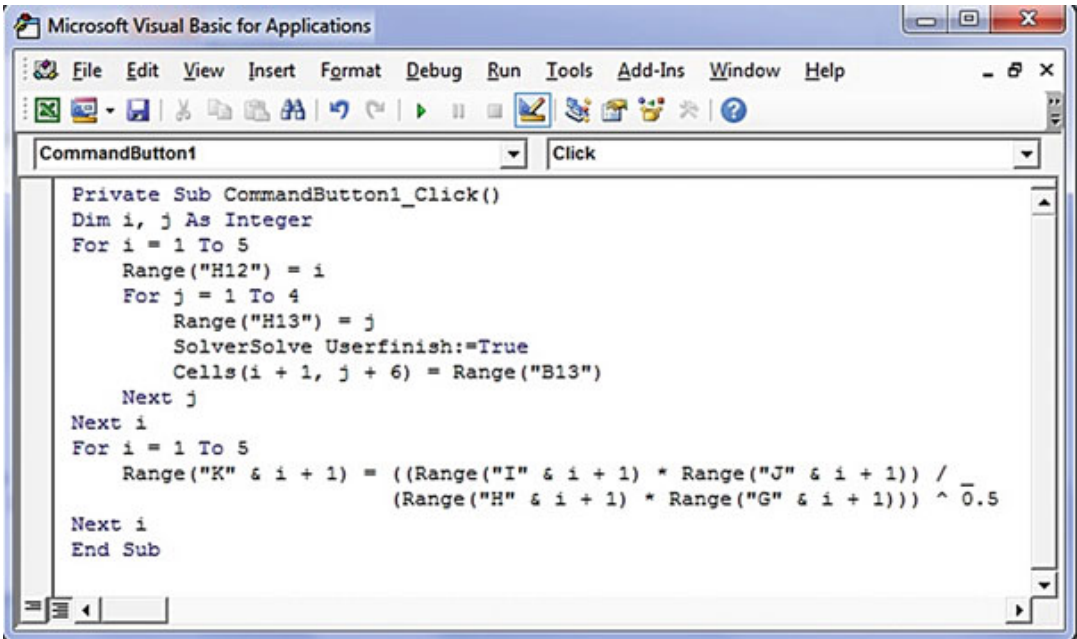 Microsoft Visual Basic for Applications
File Edit View Insert Format Debug Run Tools Add-Ins Window Help
CommandButton1 Click
Private Sub CommandButton1_Click()
Dim i, j As Integer
For i = 1 To 5
    Range("H12") = i
    For j = 1 To 4
        Range("H13") = j
        SolverSolve Userfinish:=True
        Cells(i + 1, j + 6) = Range("B13")
    Next j
Next i
For i = 1 To 5
    Range("K" & i + 1) = ((Range("I" & i + 1) * Range("J" & i + 1)) / _
                         (Range("H" & i + 1) * Range("G" & i + 1))) ^ 0.5
Next i
End Sub